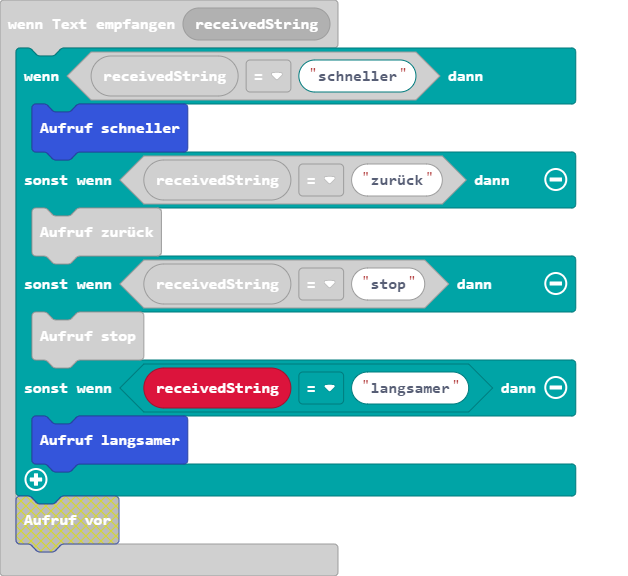 wenn Text empfangen receivedString
wenn receivedString = "schneller" dann
Aufruf schneller
sonst wenn receivedString = "zurück" dann
Aufruf zurück
sonst wenn receivedString = "stop" dann
Aufruf stop
sonst wenn receivedString = "langsamer" dann
Aufruf langsamer
Aufruf vor